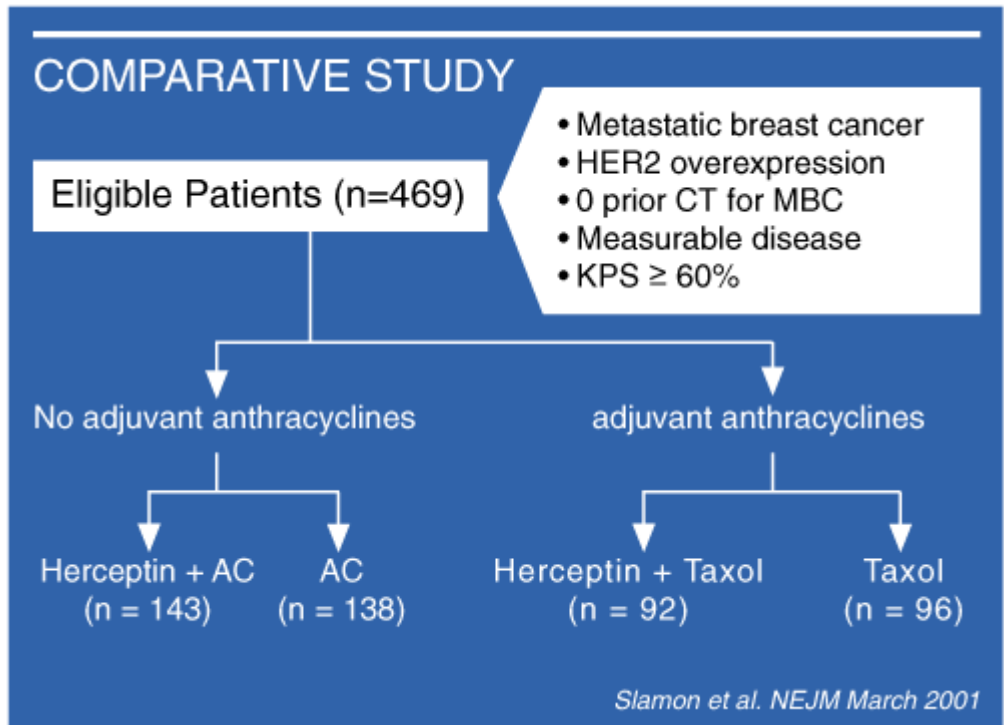 COMPARATIVE STUDY
Eligible Patients (n=469)
• Metastatic breast cancer
• HER2 overexpression
• 0 prior CT for MBC
• Measurable disease
• KPS ≥ 60%
No adjuvant anthracyclines
adjuvant anthracyclines
Herceptin + AC
(n = 143)
AC
(n = 138)
Herceptin + Taxol
(n = 92)
Taxol
(n = 96)
Slamon et al. NEJM March 2001